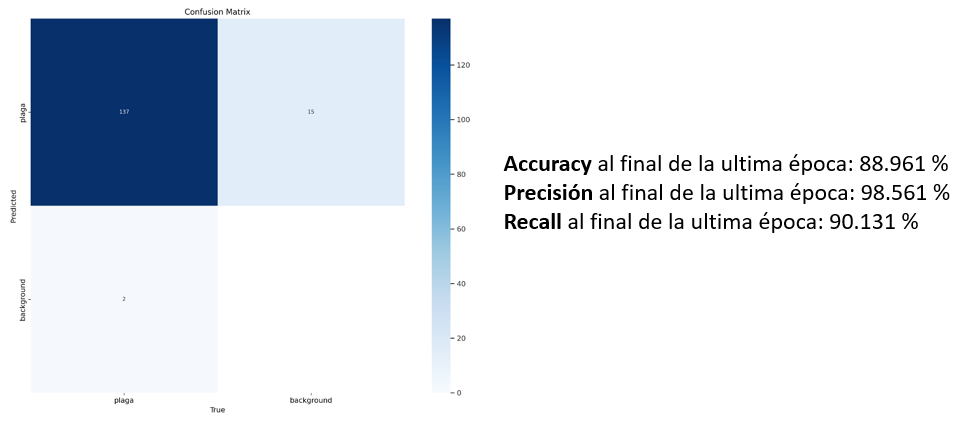 Confusion Matrix
plaga
background
Predicted
137
15
2
plaga
background
True
120
100
80
60
40
20
0
Accuracy al final de la ultima época: 88.961 %
Precisión al final de la ultima época: 98.561 %
Recall al final de la ultima época: 90.131 %